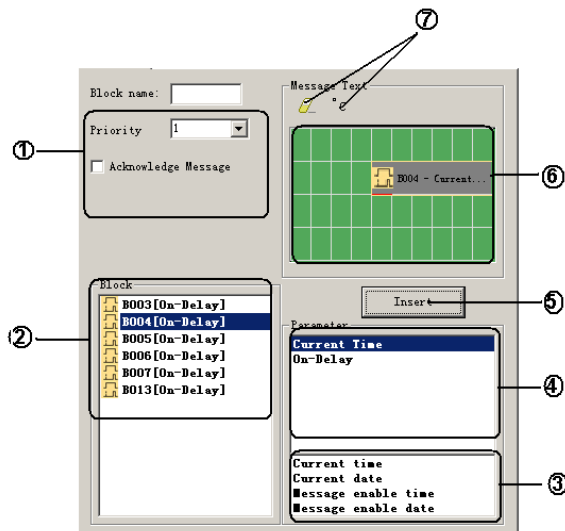 ⑦
Message Text
Block name:
°c
Priority
1
①
Acknowledge Message
B004 - Current...
⑥
Block
Insert
⑤
②
B003[On-Delay]
B004[On-Delay]
B005[On-Delay]
B006[On-Delay]
B007[On-Delay]
B013[On-Delay]
Parameter
Current Time
On-Delay
④
Current time
Current date
Message enable time
Message enable date
③